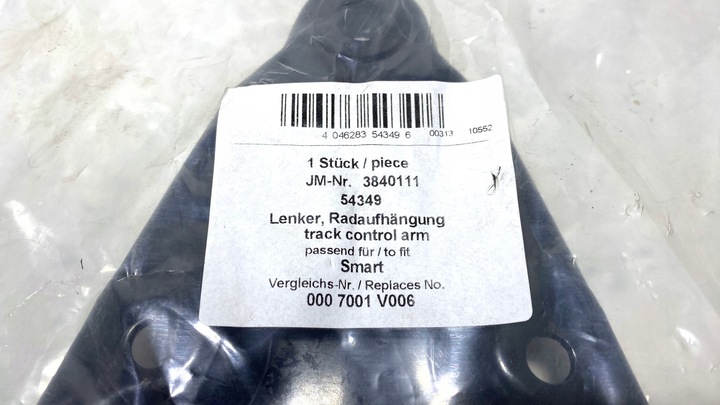 4 046283 54349 6 00313 10552
1 Stück / piece
JM-Nr. 3840111
54349
Lenker, Radaufhängung
track control arm
passend für / to fit
Smart
Vergleichs-Nr. / Replaces No.
000 7001 V006